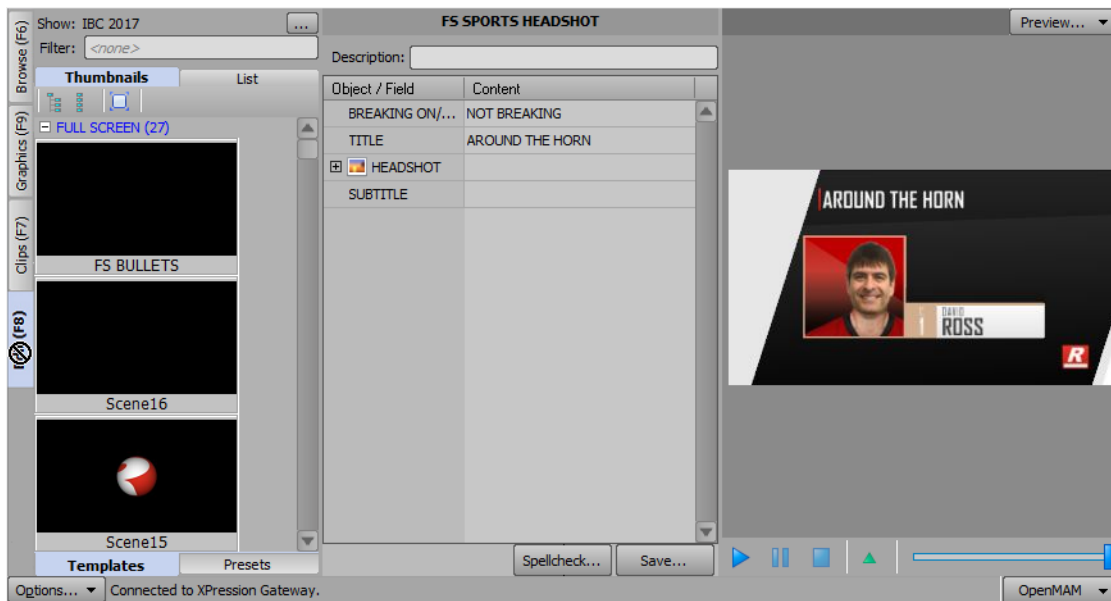 Show: IBC 2017
...
Filter: <none>
Thumbnails
List
FULL SCREEN (27)
FS BULLETS
Scene16
Scene15
Templates
Presets
Browse (F6)
Graphics (F9)
Clips (F7)
(F8)
FS SPORTS HEADSHOT
Description:
Object / Field
Content
BREAKING ON/...
NOT BREAKING
TITLE
AROUND THE HORN
HEADSHOT
SUBTITLE
Spellcheck...
Save...
Preview...
AROUND THE HORN
1
DAVID
ROSS
R
Options...
Connected to XPression Gateway.
OpenMAM